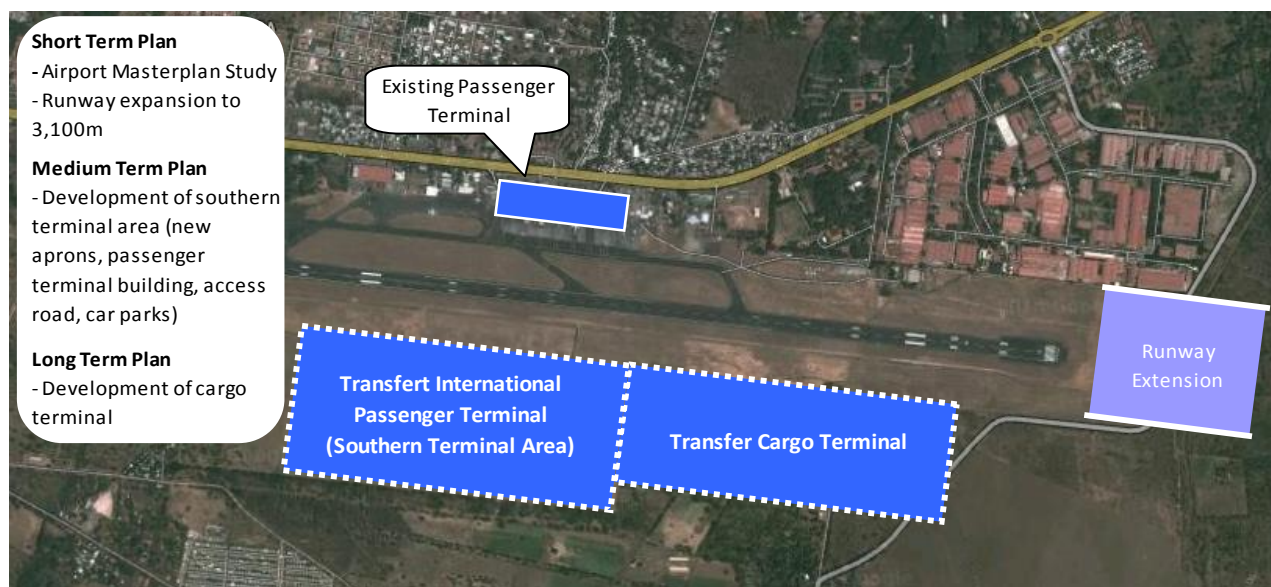 Short Term Plan
- Airport Masterplan Study
- Runway expansion to
3,100m
Medium Term Plan
- Development of southern
terminal area (new
aprons, passenger
terminal building, access
road, car parks)
Long Term Plan
- Development of cargo
terminal
Existing Passenger
Terminal
Transfert International
Passenger Terminal
(Southern Terminal Area)
Transfer Cargo Terminal
Runway
Extension